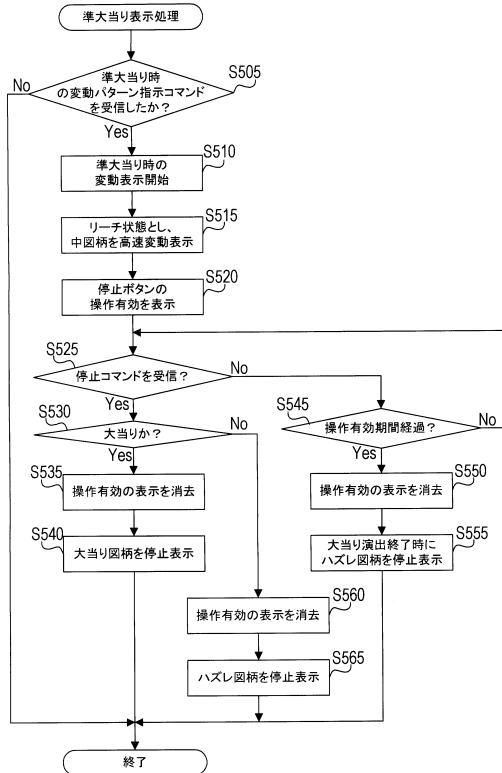 準大当り表示処理
S505
準大当り時
の変動パターン指示コマンド
を受信したか？
No
Yes
S510
準大当り時の
変動表示開始
S515
リーチ状態とし、
中図柄を高速変動表示
S520
停止ボタンの
操作有効を表示
S525
停止コマンドを受信？
No
Yes
S530
大当りか？
No
Yes
S545
操作有効期間経過？
No
Yes
S535
操作有効の表示を消去
S550
操作有効の表示を消去
S540
大当り図柄を停止表示
S555
大当り演出終了時に
ハズレ図柄を停止表示
S560
操作有効の表示を消去
S565
ハズレ図柄を停止表示
終了